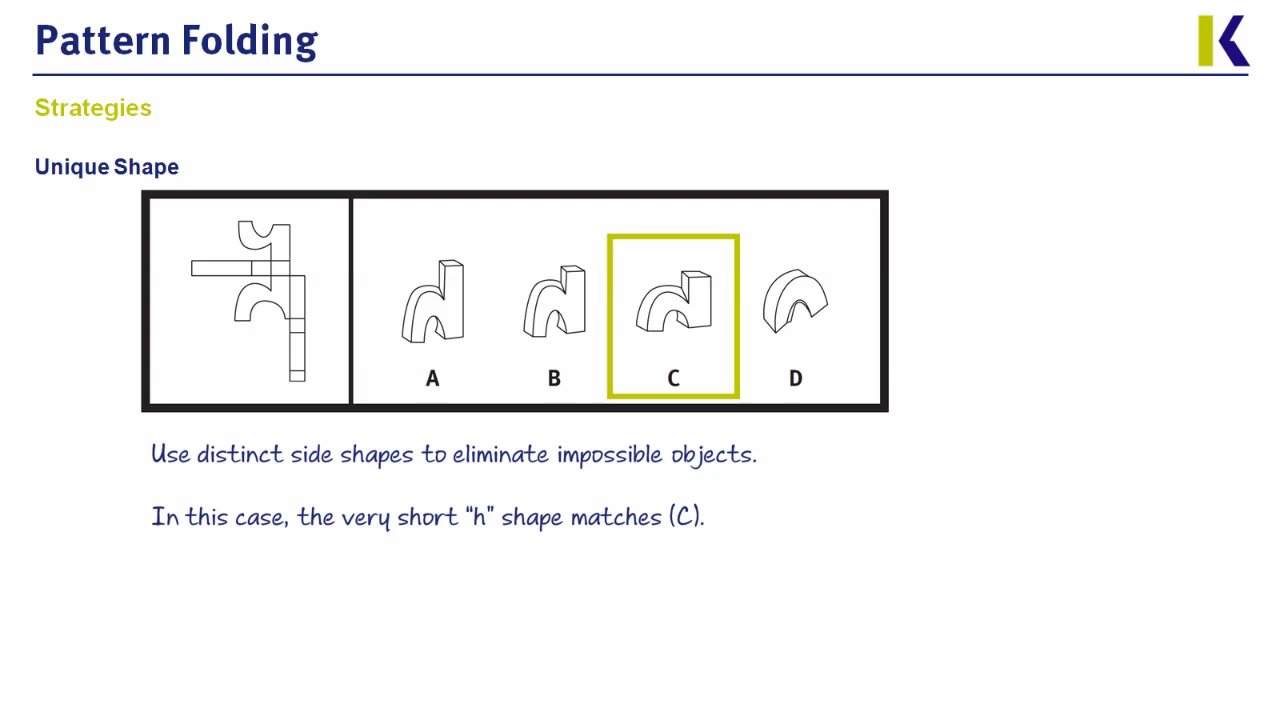 Pattern Folding
K
Strategies
Unique Shape
A B C D
Use distinct side shapes to eliminate impossible objects.
In this case, the very short “h” shape matches (C).